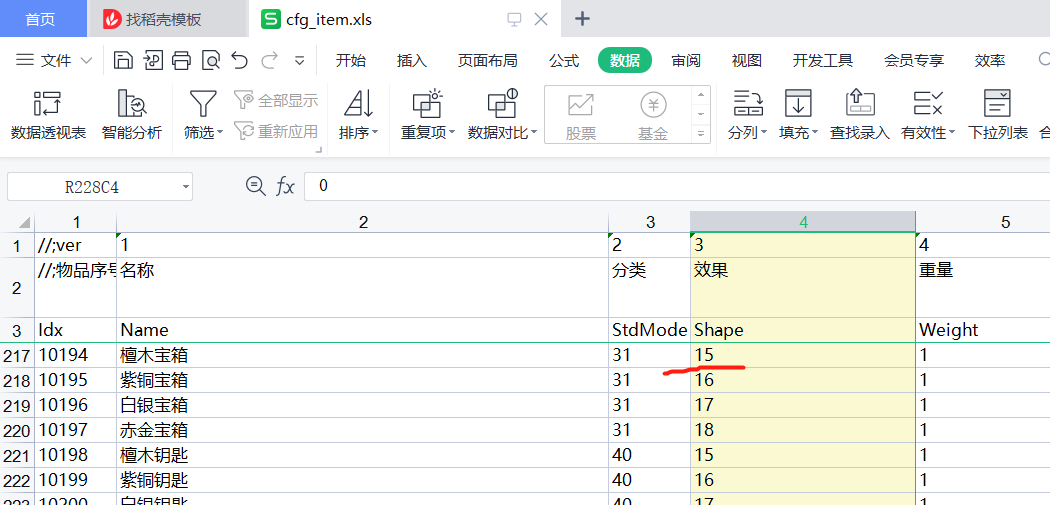 首页 找稻壳模板 cfg_item.xls
文件 开始 插入 页面布局 公式 数据 审阅 视图 开发工具 会员专享 效率
全部显示
重新应用
数据透视表 智能分析 筛选 排序 重复项 数据对比 股票 基金 分列 填充 查找录入 有效性 下拉列表 合
R228C4 fx 0
1 2 3 4 5
1 //;ver 1 2 3 4
2 //;物品序号 名称 分类 效果 重量
3 Idx Name StdMode Shape Weight
217 10194 檀木宝箱 31 15 1
218 10195 紫铜宝箱 31 16 1
219 10196 白银宝箱 31 17 1
220 10197 赤金宝箱 31 18 1
221 10198 檀木钥匙 40 15 1
222 10199 紫铜钥匙 40 16 1
223 10200 白银钥匙 40 17 1